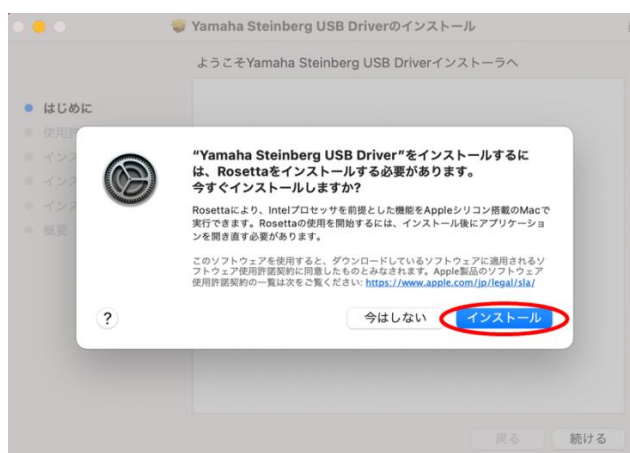 Yamaha Steinberg USB Driverのインストール
ようこそYamaha Steinberg USB Driverインストーラへ
はじめに
使用許
インス
インス
インス
概要
“Yamaha Steinberg USB Driver”をインストールするに
は、Rosettaをインストールする必要があります。
今すぐインストールしますか?
Rosettaにより、Intelプロセッサを前提とした機能をAppleシリコン搭載のMacで
実行できます。Rosettaの使用を開始するには、インストール後にアプリケーショ
ンを開き直す必要があります。
このソフトウェアを使用すると、ダウンロードしているソフトウェアに適用されるソ
フトウェア使用許諾契約に同意したものとみなされます。Apple製品のソフトウェア
使用許諾契約の一覧は次をご覧ください: https://www.apple.com/jp/legal/sla/
?
今はしない
インストール
戻る
続ける